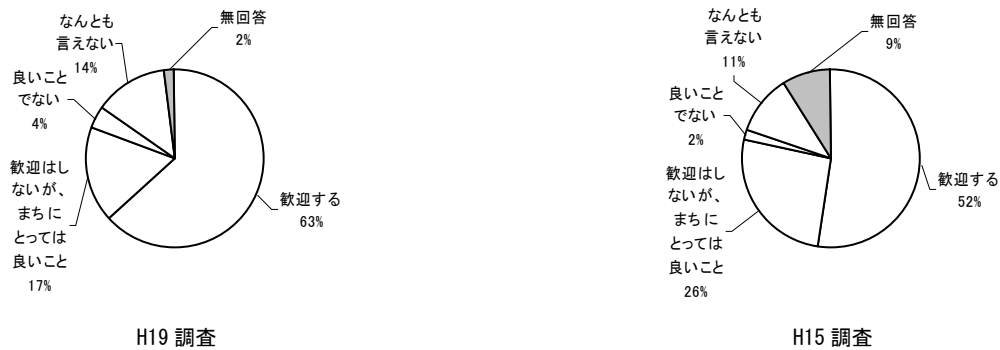 なんとも
言えない
14%
無回答
2%
良いこと
でない
4%
歓迎はし
ないが、
まちに
とっては
良いこと
17%
歓迎する
63%
H19 調査
なんとも
言えない
11%
無回答
9%
良いこと
でない
2%
歓迎はし
ないが、
まちに
とっては
良いこと
26%
歓迎する
52%
H15 調査